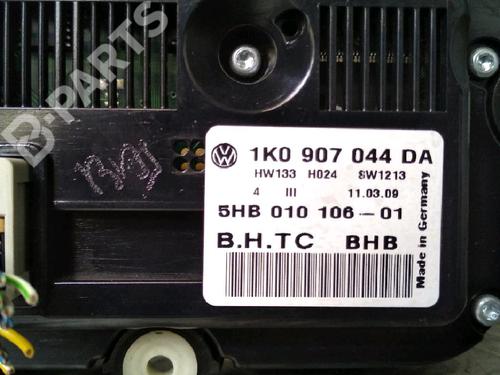 B-PARTS
1K0 907 044 DA
HW133 H024 SW1213
4 III 11.03.09
5HB 010 106-01
B.H.TC BHB
Made in Germany